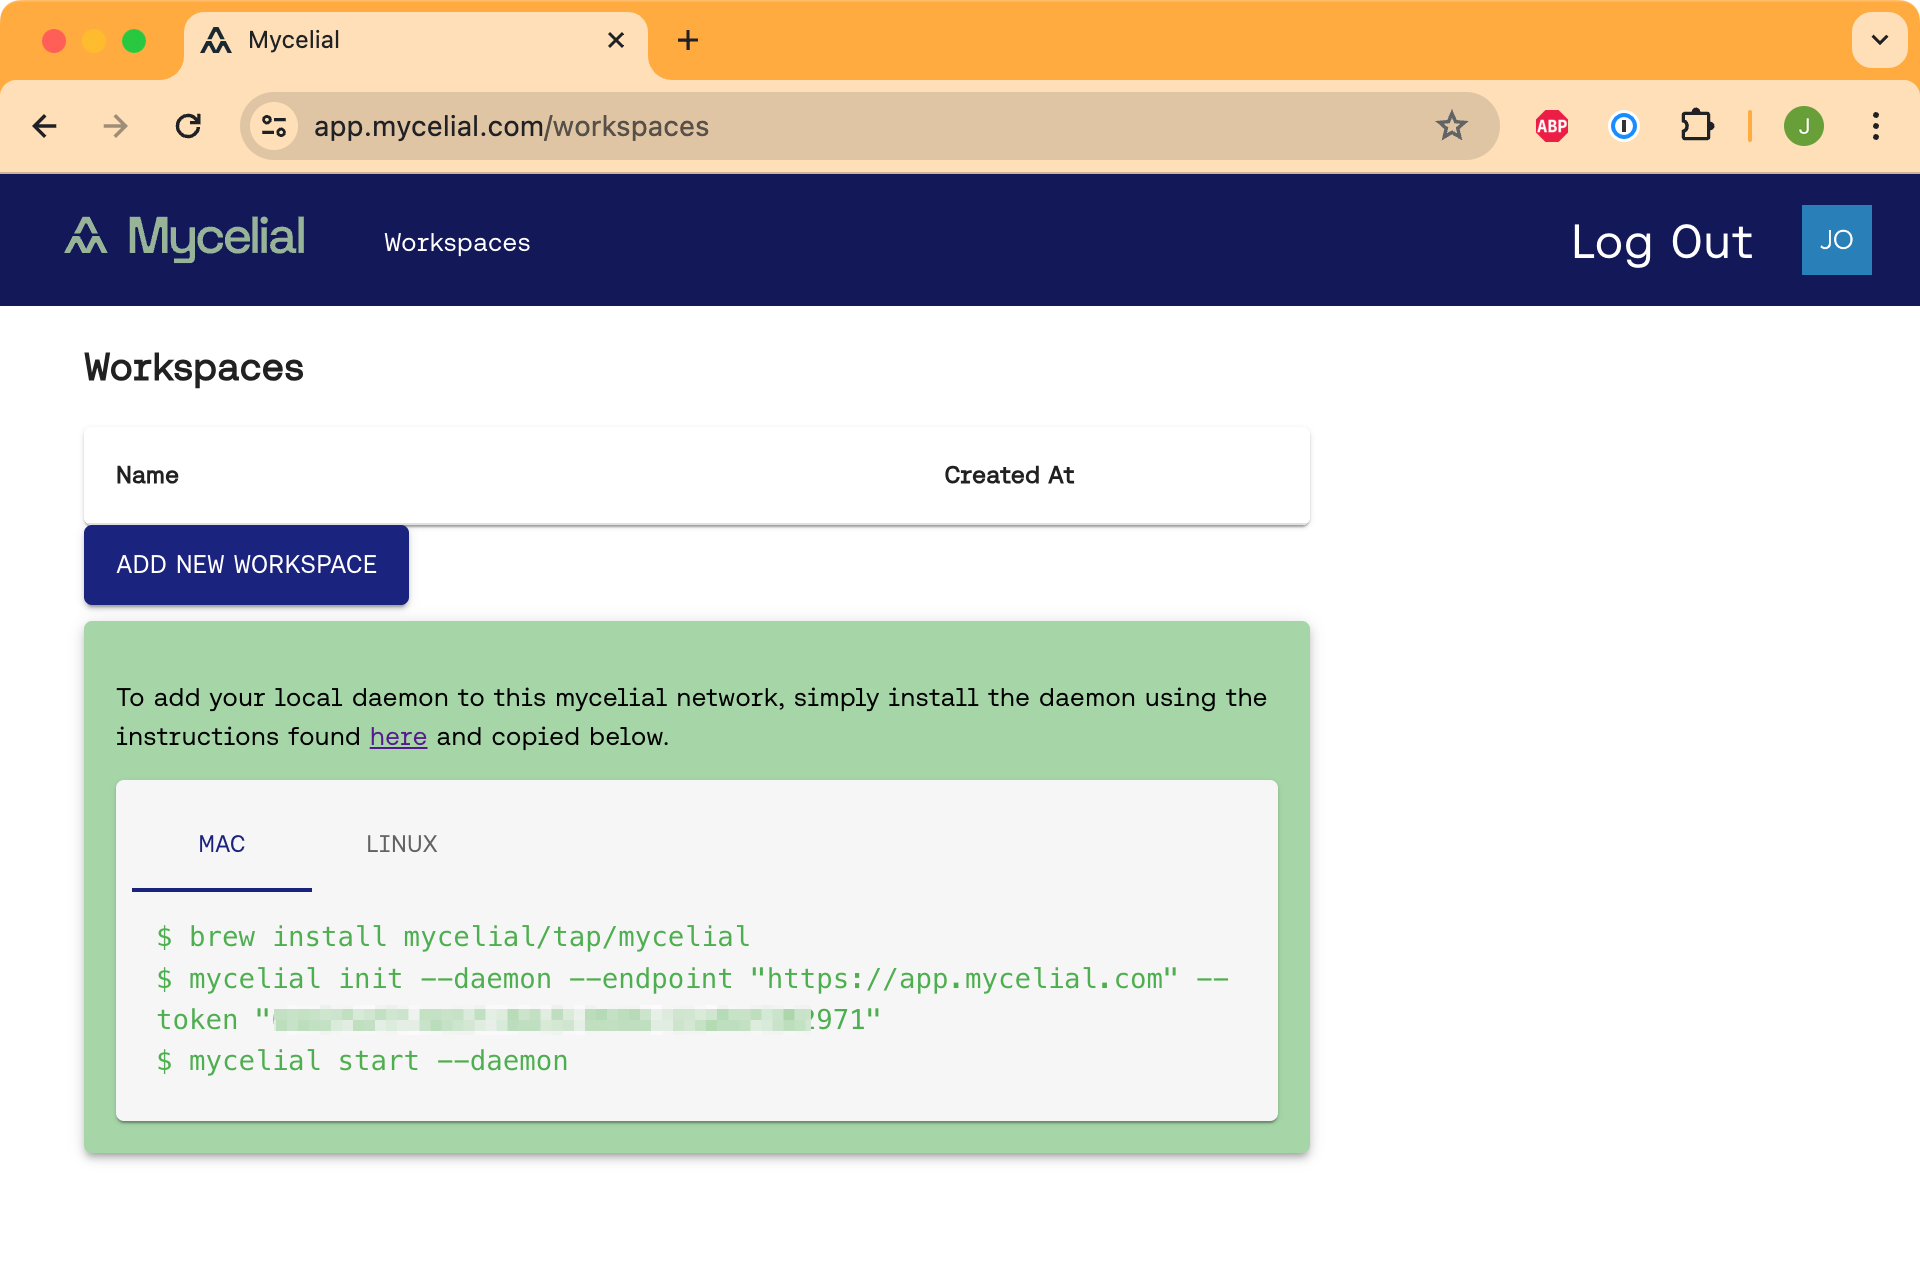 Mycelial
app.mycelial.com/workspaces
ABP
J
Mycelial
Workspaces
Log Out
JO
Workspaces
Name Created At
ADD NEW WORKSPACE
To add your local daemon to this mycelial network, simply install the daemon using the
instructions found here and copied below.
MAC LINUX
$ brew install mycelial/tap/mycelial
$ mycelial init --daemon --endpoint "https://app.mycelial.com" --
token "971"
$ mycelial start --daemon